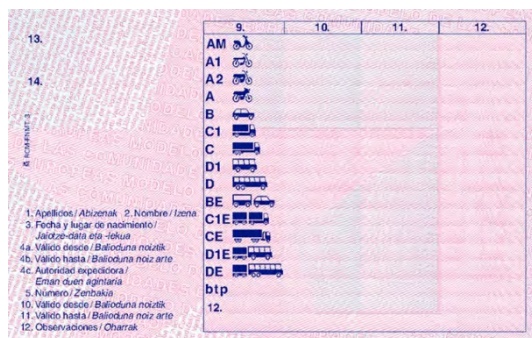 9. 10. 11. 12.
13.
14.
AM
A1
A2
A
B
C1
C
D1
D
BE
C1E
CE
D1E
DE
btp
12.
1. Apellidos / Abizenak 2. Nombre / Izena
3. Fecha y lugar de nacimiento /
Jaiotze-data eta -lekua
4a. Válido desde / Balioduna noiztik
4b. Válido hasta / Balioduna noiz arte
4c. Autoridad expedidora /
Eman duen agintaria
5. Número / Zenbakia
10. Válido desde / Balioduna noiztik
11. Válido hasta / Balioduna noiz arte
12. Observaciones / Oharrak